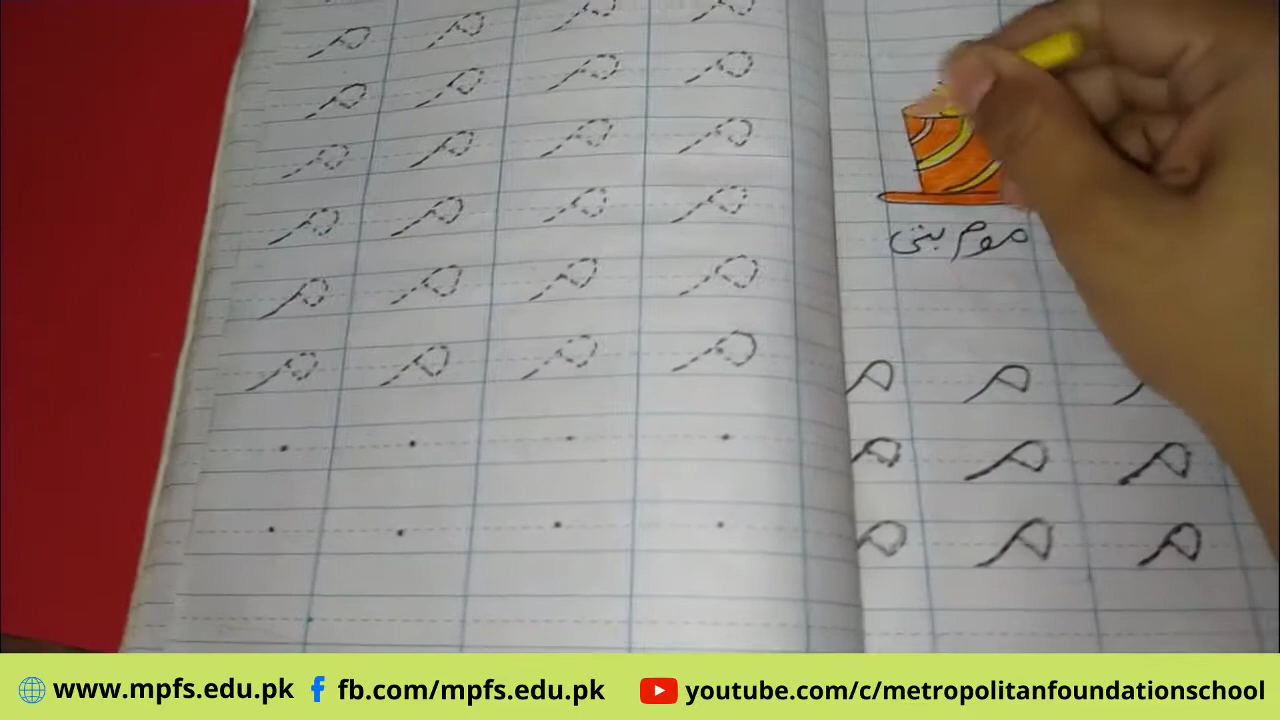 موم بتی
م م م
م م م
م م م
م م م م
م م م م
م م م م
م م م م
م م م م
م م م م
www.mpfs.edu.pk fb.com/mpfs.edu.pk youtube.com/c/metropolitanfoundationschool